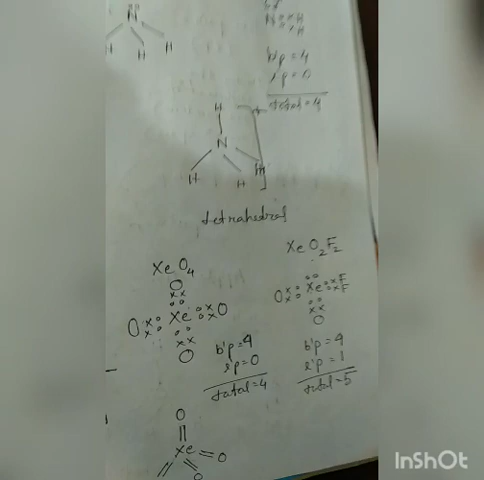 N
H H H
H
b'p = 4
l'p = 0
total = 4
H
N
H H H
+
tetrahedral
XeO4
O
O Xe O
O
b'p = 4
l'p = 0
total = 4
XeO2F2
O Xe F
F
O
b'p = 4
l'p = 1
total = 5
O
Xe
O
O
InShOt